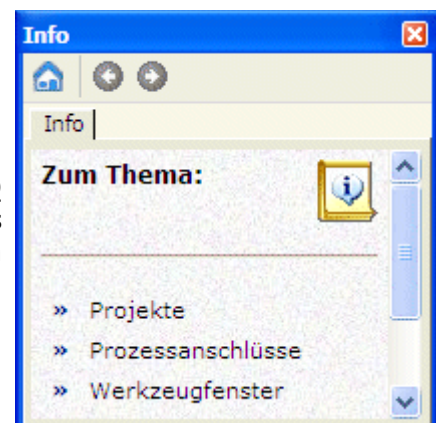 Info
Info
Zum Thema:
» Projekte
» Prozessanschlüsse
» Werkzeugfenster